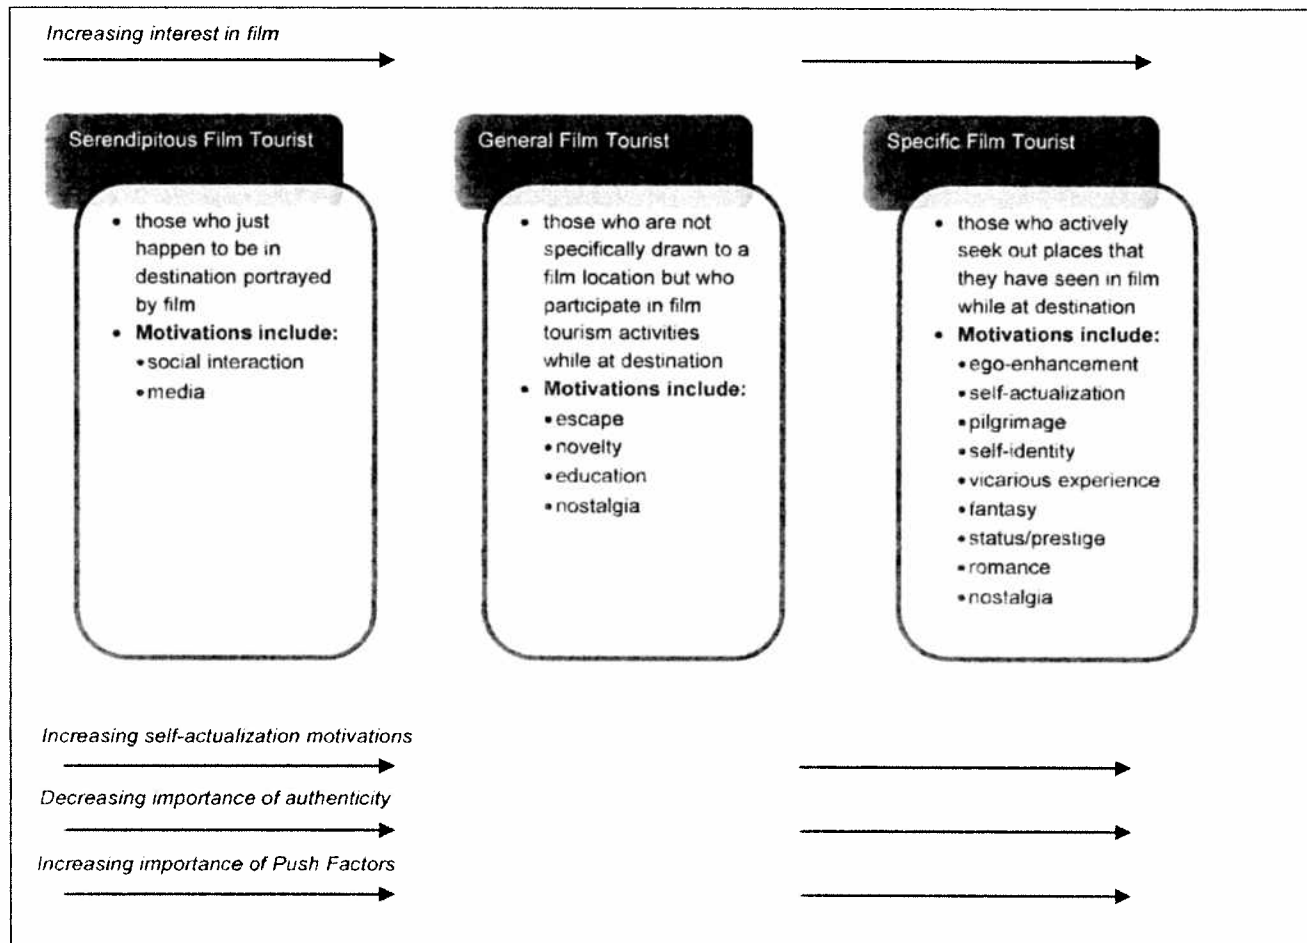 Increasing interest in film
Serendipitous Film Tourist
• those who just
happen to be in
destination portrayed
by film
• Motivations include:
• social interaction
• media
General Film Tourist
• those who are not
specifically drawn to a
film location but who
participate in film
tourism activities
while at destination
• Motivations include:
• escape
• novelty
• education
• nostalgia
Specific Film Tourist
• those who actively
seek out places that
they have seen in film
while at destination
• Motivations include:
• ego-enhancement
• self-actualization
• pilgrimage
• self-identity
• vicarious experience
• fantasy
• status/prestige
• romance
• nostalgia
Increasing self-actualization motivations
Decreasing importance of authenticity
Increasing importance of Push Factors